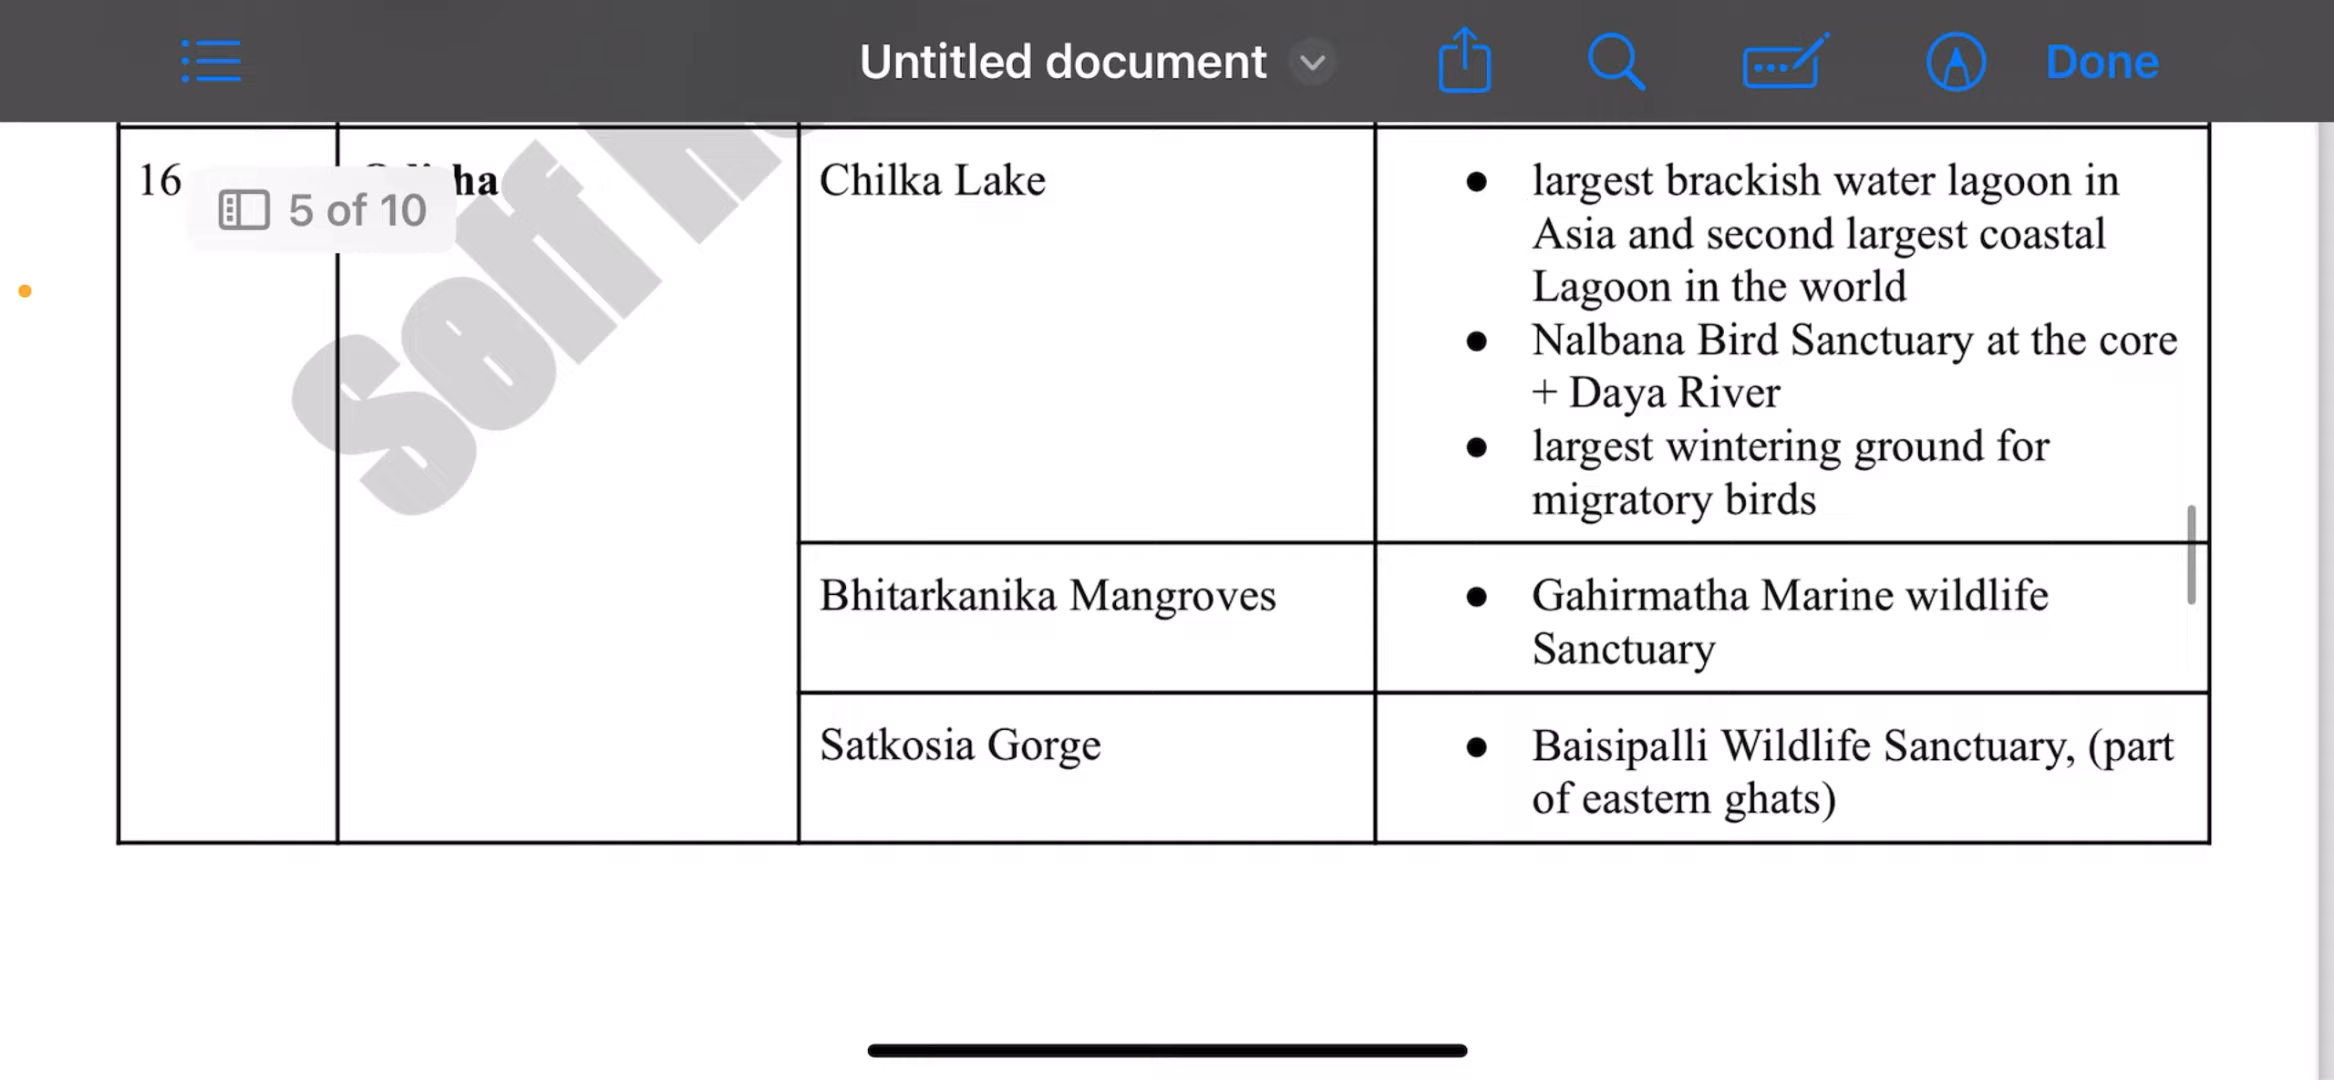 Untitled document
Done
16
5 of 10
ha
Chilka Lake
● largest brackish water lagoon in
Asia and second largest coastal
Lagoon in the world
● Nalbana Bird Sanctuary at the core
+ Daya River
● largest wintering ground for
migratory birds
Bhitarkanika Mangroves
● Gahirmatha Marine wildlife
Sanctuary
Satkosia Gorge
● Baisipalli Wildlife Sanctuary, (part
of eastern ghats)